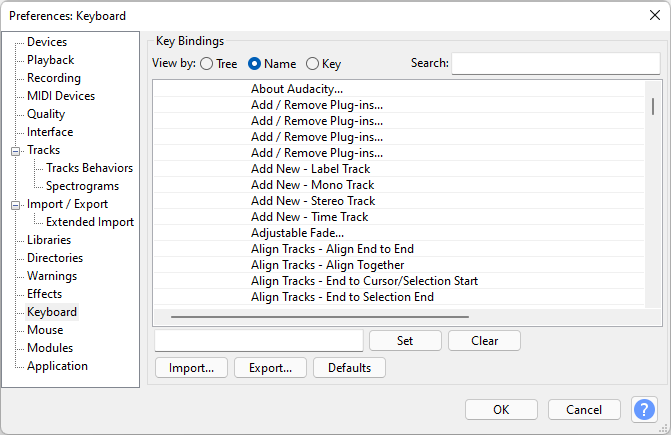 Preferences: Keyboard
Devices
Playback
Recording
MIDI Devices
Quality
Interface
Tracks
Tracks Behaviors
Spectrograms
Import / Export
Extended Import
Libraries
Directories
Warnings
Effects
Keyboard
Mouse
Modules
Application
Key Bindings
View by: Tree Name Key Search:
About Audacity...
Add / Remove Plug-ins...
Add / Remove Plug-ins...
Add / Remove Plug-ins...
Add / Remove Plug-ins...
Add New - Label Track
Add New - Mono Track
Add New - Stereo Track
Add New - Time Track
Adjustable Fade...
Align Tracks - Align End to End
Align Tracks - Align Together
Align Tracks - End to Cursor/Selection Start
Align Tracks - End to Selection End
Set Clear
Import... Export... Defaults
OK Cancel ?